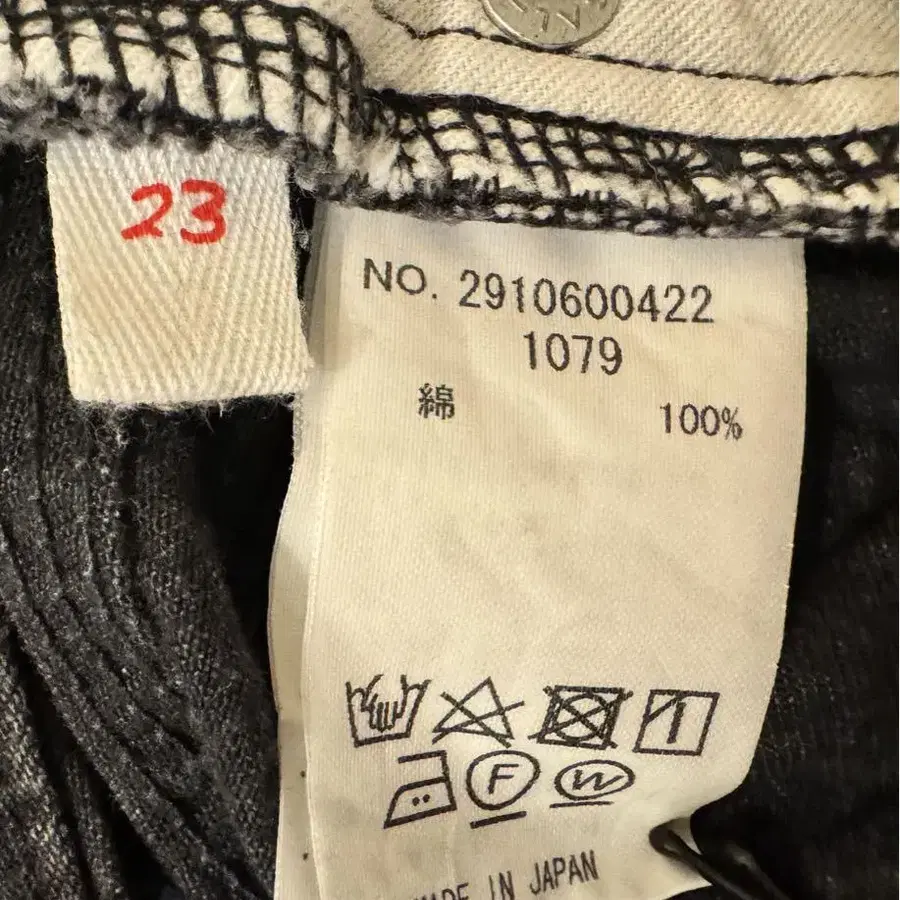 23
NO. 2910600422
1079
綿 100%
F W
MADE IN JAPAN